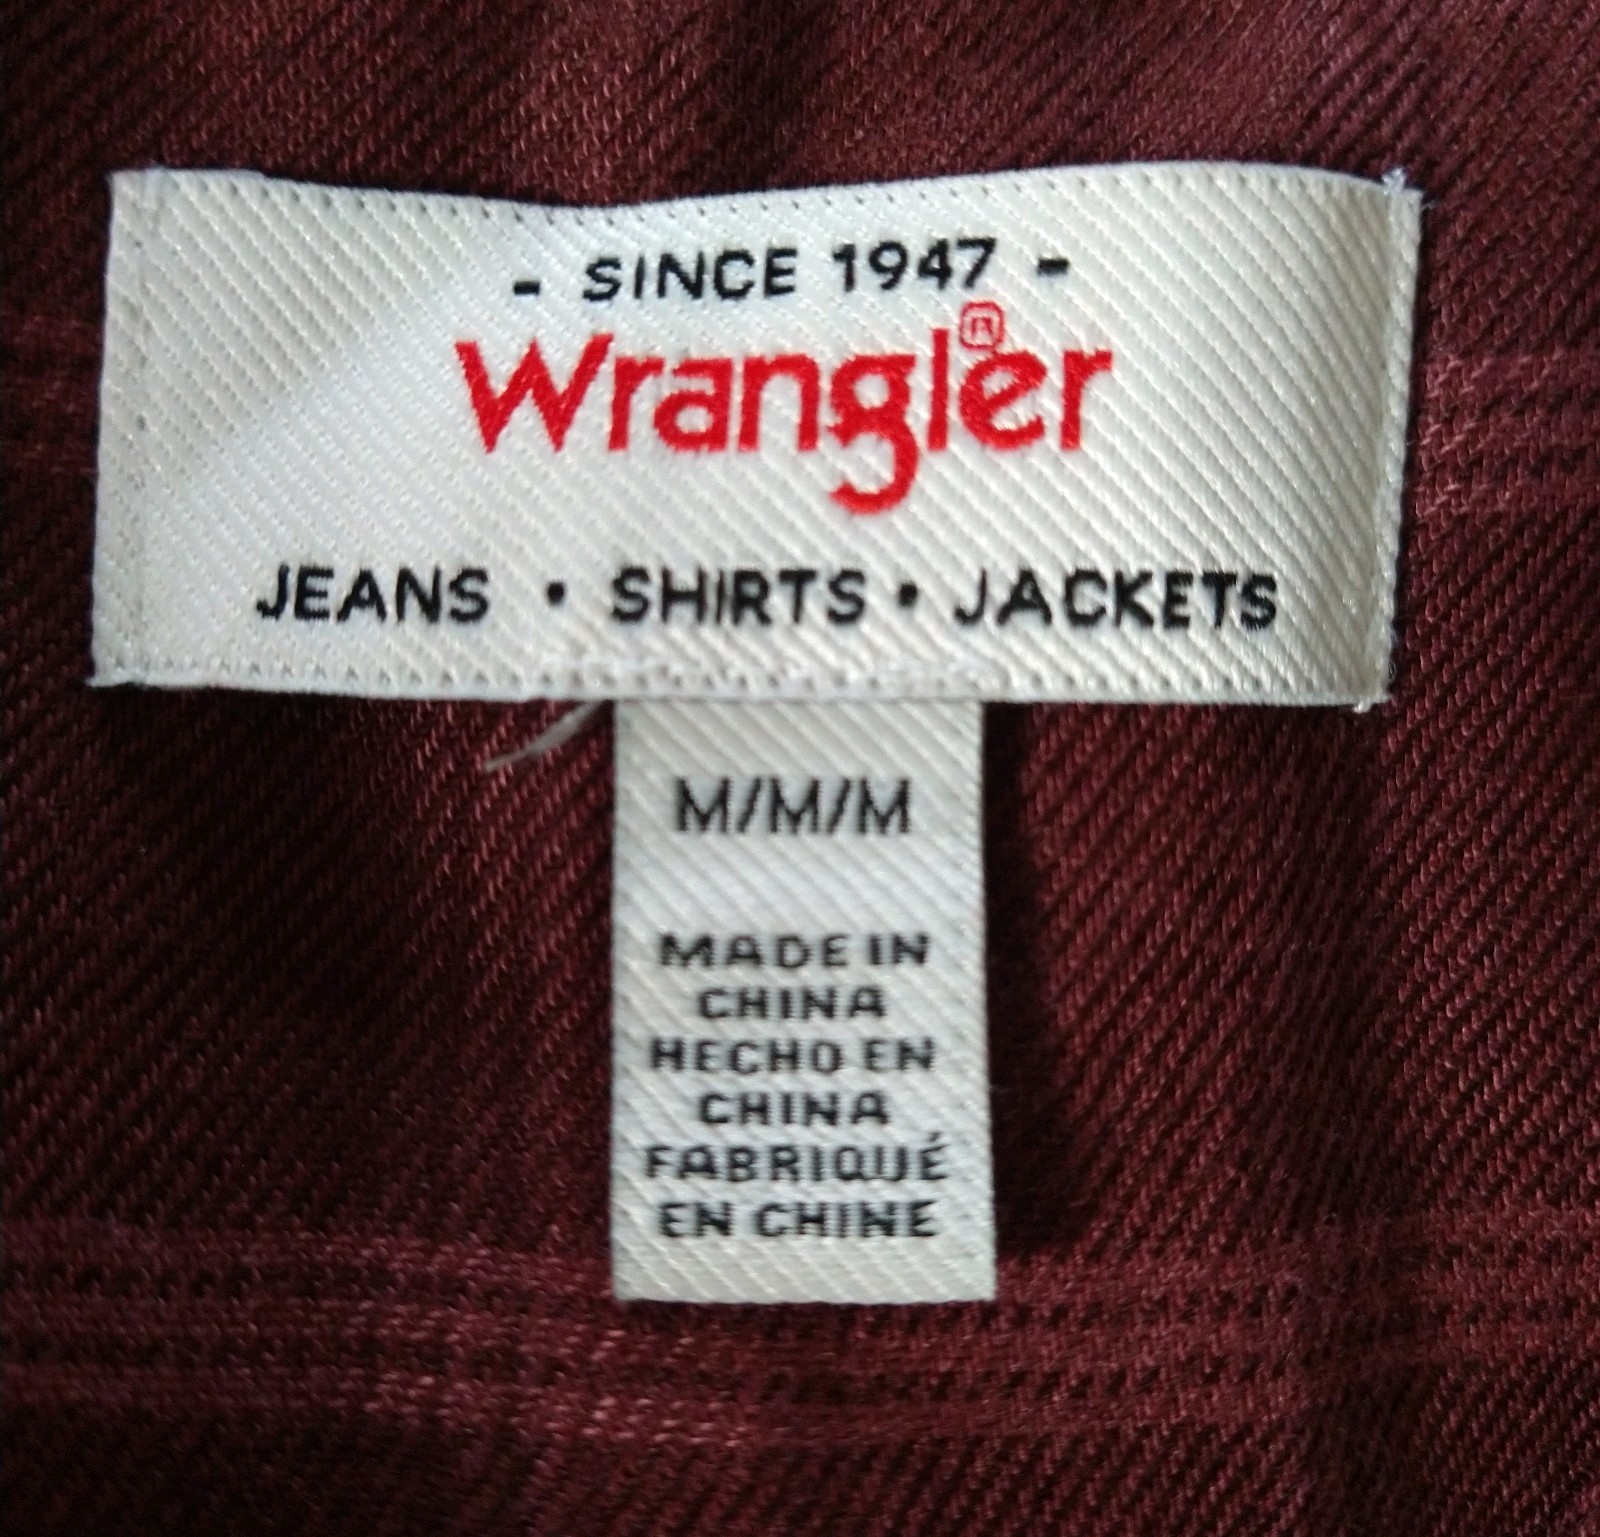 - SINCE 1947 -
Wrangler®
JEANS • SHIRTS • JACKETS
M/M/M
MADE IN
CHINA
HECHO EN
CHINA
FABRIQUÉ
EN CHINE